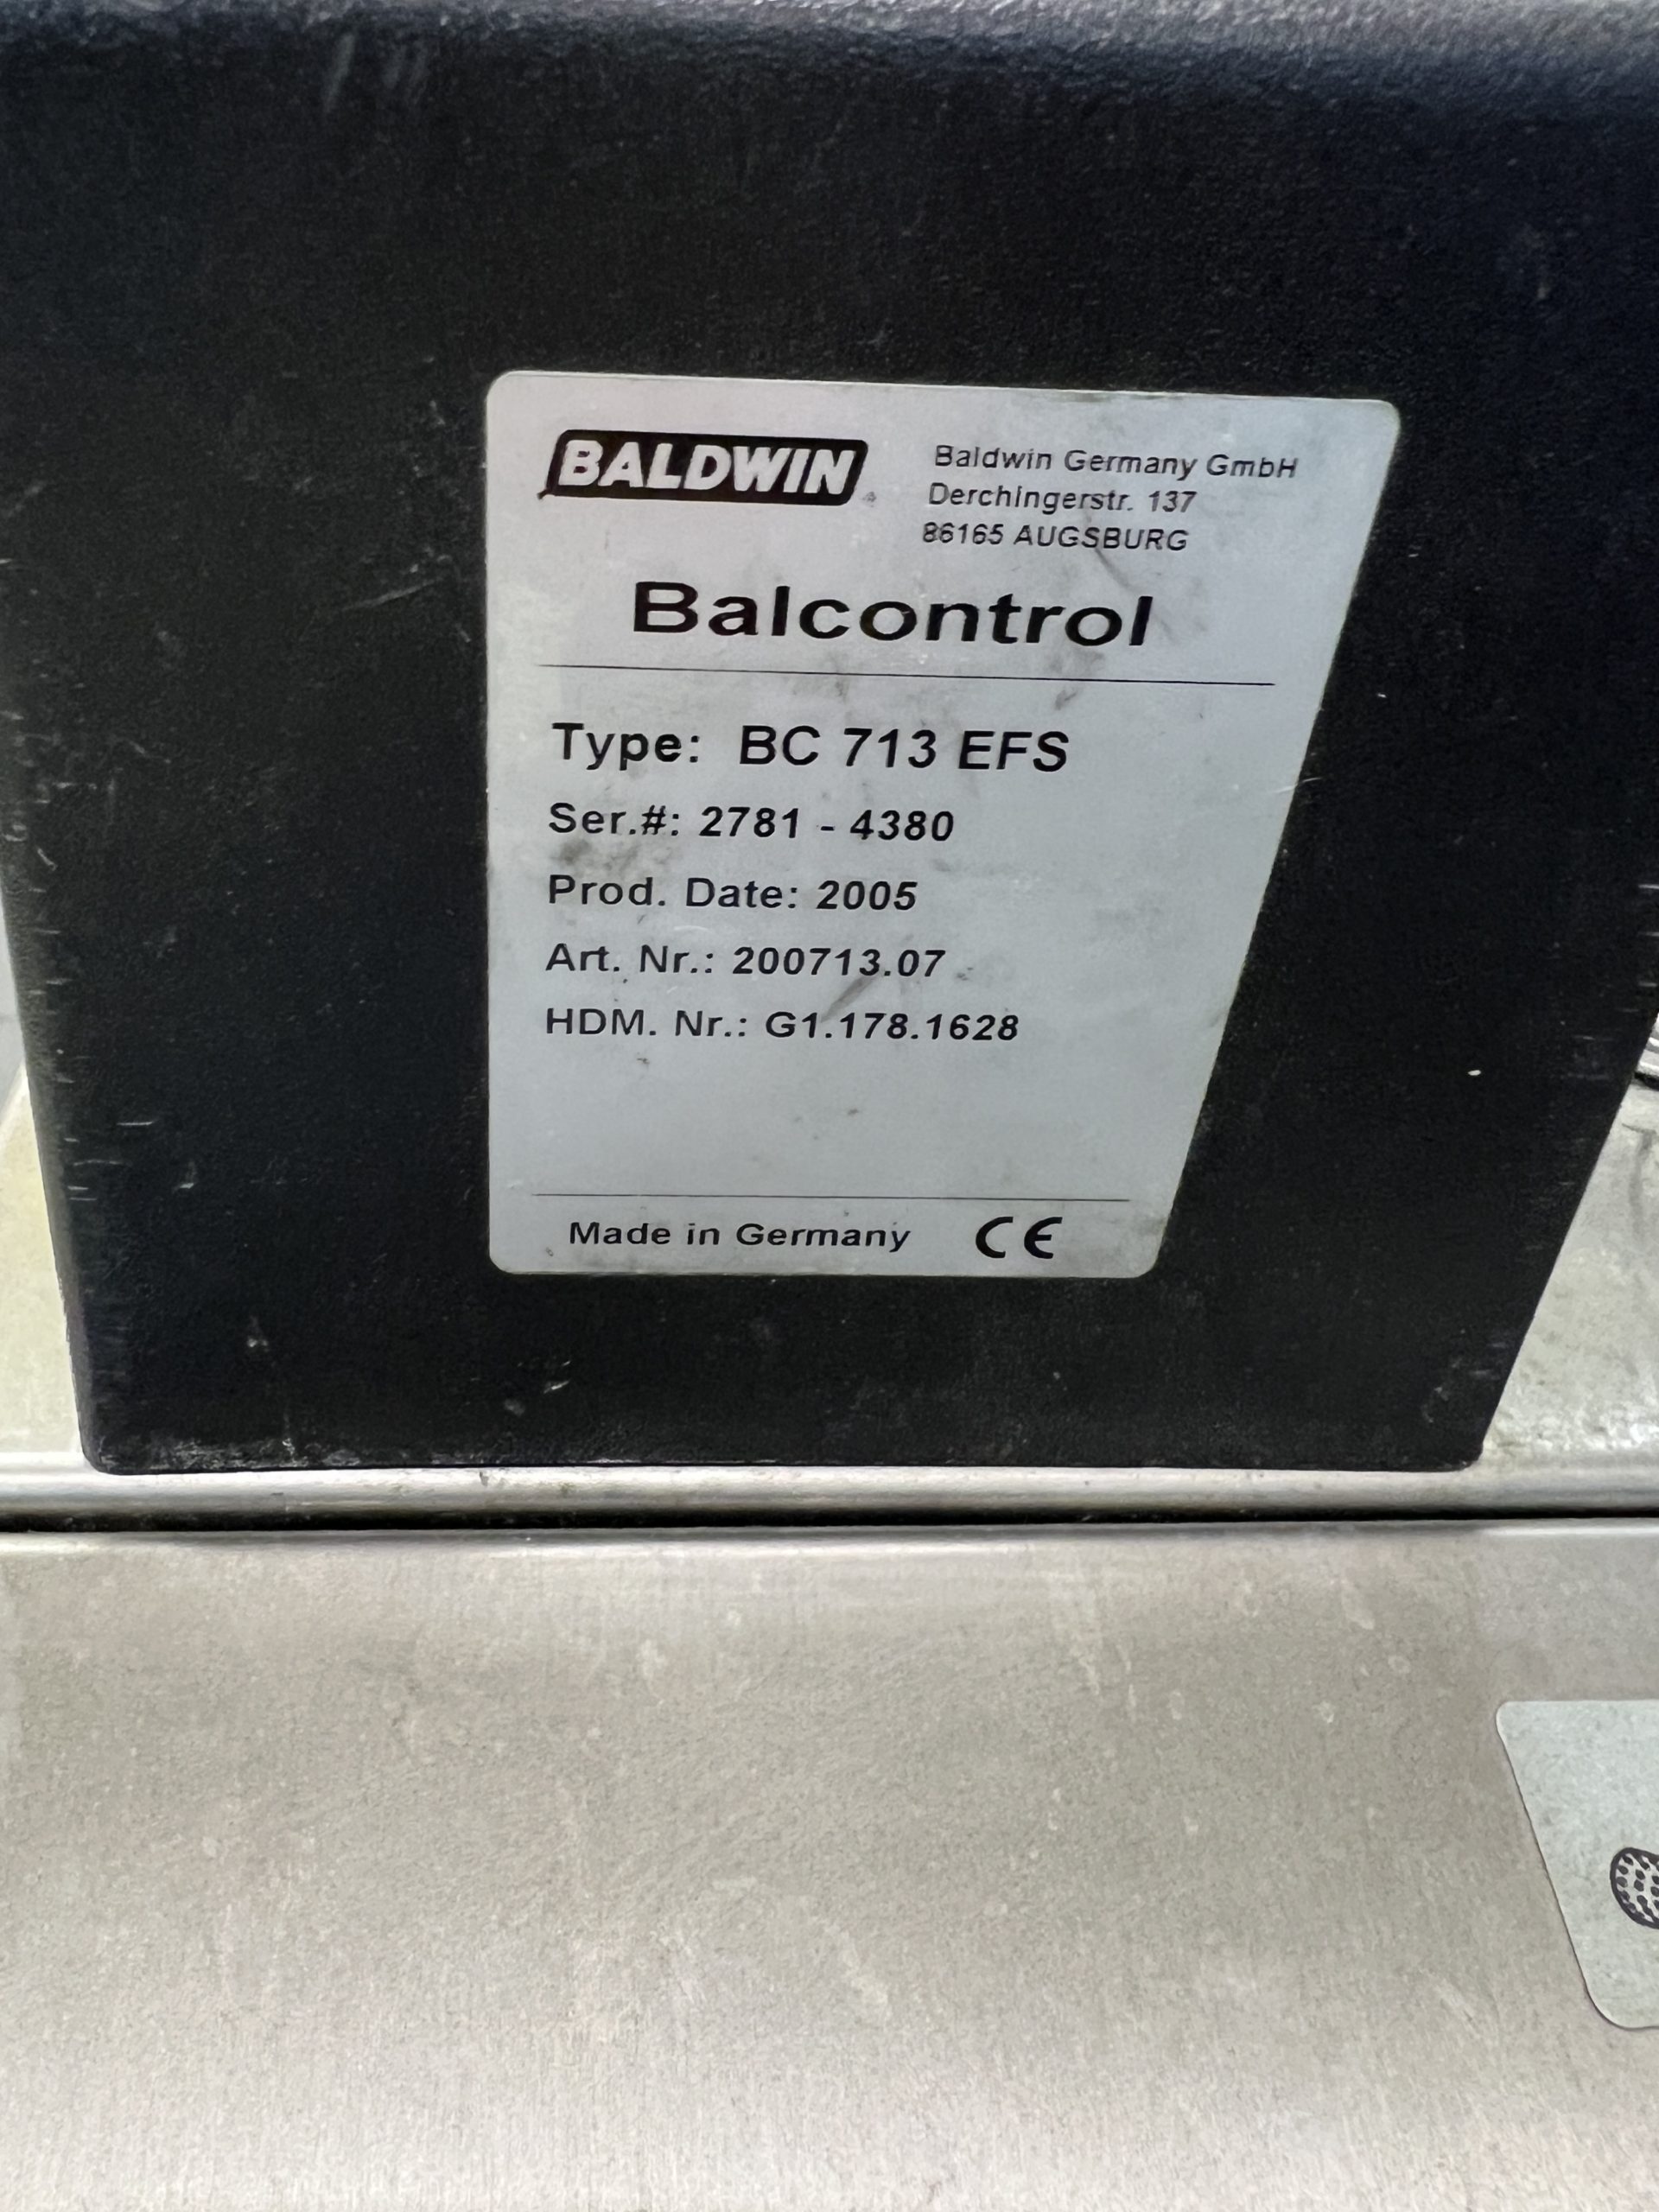 BALDWIN
Baldwin Germany GmbH
Derchingerstr. 137
86165 AUGSBURG
Balcontrol
Type: BC 713 EFS
Ser.#: 2781 - 4380
Prod. Date: 2005
Art. Nr.: 200713.07
HDM. Nr.: G1.178.1628
Made in Germany CE